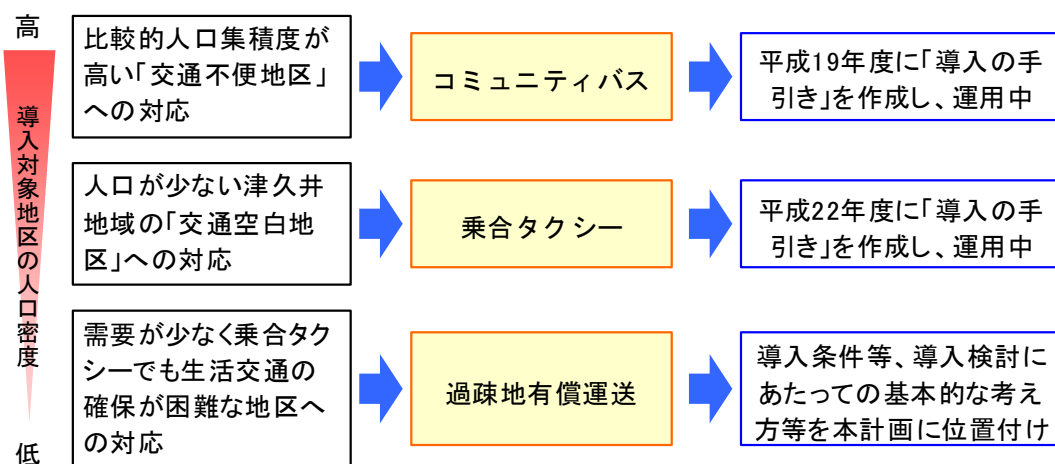 高
導入対象地区の人口密度
低
比較的人口集積度が
高い「交通不便地区」
への対応
コミュニティバス
平成19年度に「導入の手
引き」を作成し、運用中
人口が少ない津久井
地域の「交通空白地
区」への対応
乗合タクシー
平成22年度に「導入の手
引き」を作成し、運用中
需要が少なく乗合タク
シーでも生活交通の
確保が困難な地区へ
の対応
過疎地有償運送
導入条件等、導入検討に
あたっての基本的な考え
方等を本計画に位置付け